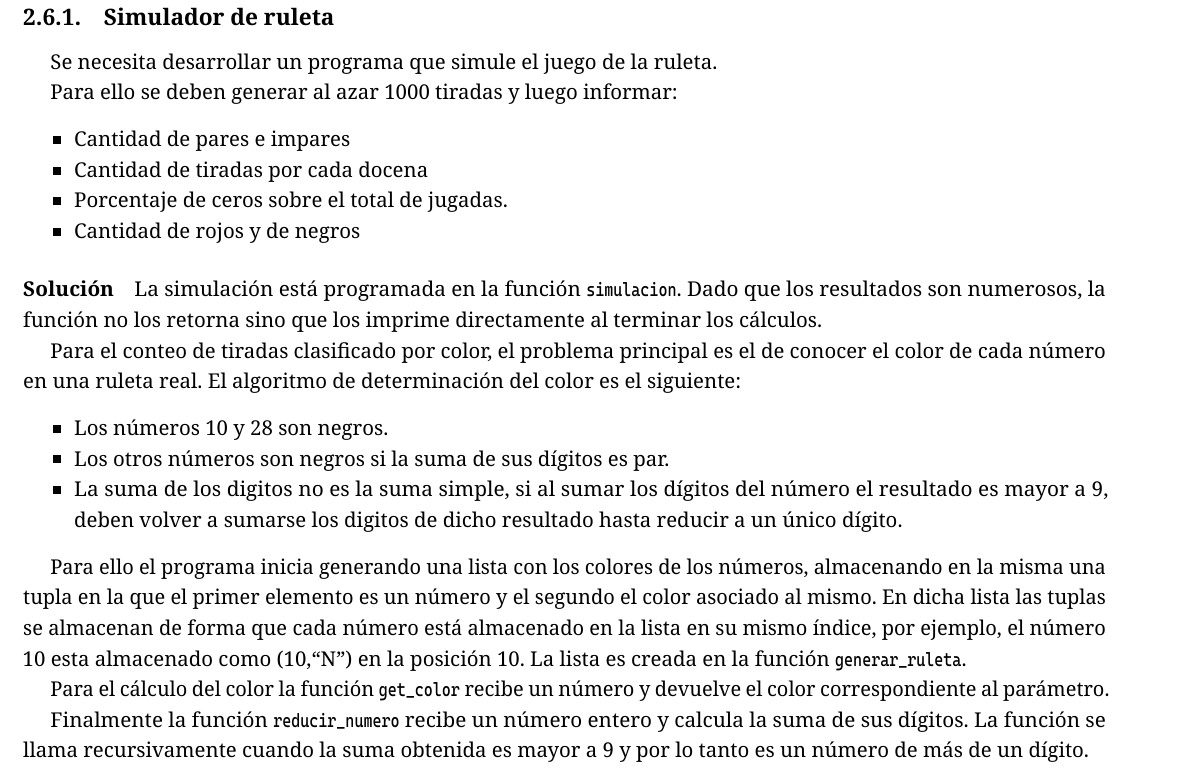 2.6.1. Simulador de ruleta
Se necesita desarrollar un programa que simule el juego de la ruleta.
Para ello se deben generar al azar 1000 tiradas y luego informar:
▪ Cantidad de pares e impares
▪ Cantidad de tiradas por cada docena
▪ Porcentaje de ceros sobre el total de jugadas.
▪ Cantidad de rojos y de negros
Solución La simulación está programada en la función simulacion. Dado que los resultados son numerosos, la
función no los retorna sino que los imprime directamente al terminar los cálculos.
Para el conteo de tiradas clasificado por color, el problema principal es el de conocer el color de cada número
en una ruleta real. El algoritmo de determinación del color es el siguiente:
▪ Los números 10 y 28 son negros.
▪ Los otros números son negros si la suma de sus dígitos es par.
▪ La suma de los digitos no es la suma simple, si al sumar los dígitos del número el resultado es mayor a 9,
deben volver a sumarse los digitos de dicho resultado hasta reducir a un único dígito.
Para ello el programa inicia generando una lista con los colores de los números, almacenando en la misma una
tupla en la que el primer elemento es un número y el segundo el color asociado al mismo. En dicha lista las tuplas
se almacenan de forma que cada número está almacenado en la lista en su mismo índice, por ejemplo, el número
10 esta almacenado como (10,“N”) en la posición 10. La lista es creada en la función generar_ruleta.
Para el cálculo del color la función get_color recibe un número y devuelve el color correspondiente al parámetro.
Finalmente la función reducir_numero recibe un número entero y calcula la suma de sus dígitos. La función se
llama recursivamente cuando la suma obtenida es mayor a 9 y por lo tanto es un número de más de un dígito.